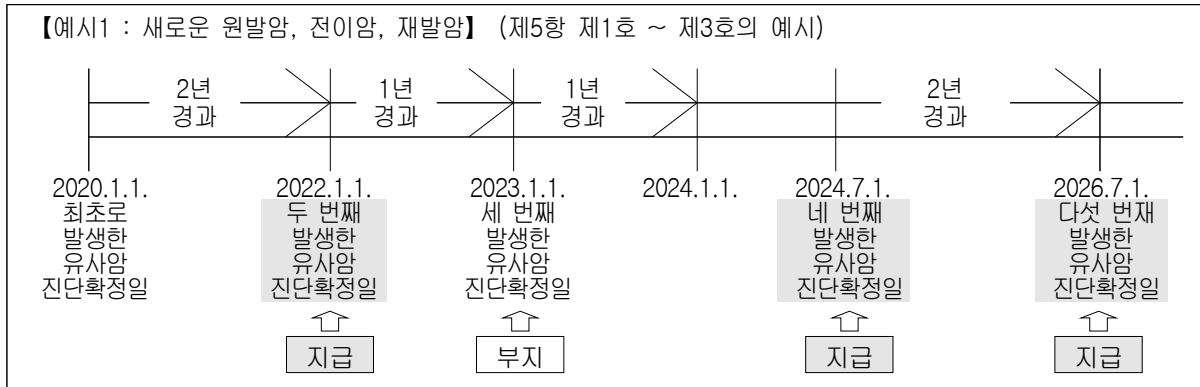 【예시1 : 새로운 원발암, 전이암, 재발암】 (제5항 제1호 ~ 제3호의 예시)
2년 1년 1년 2년
경과 경과 경과 경과
2020.1.1. 2022.1.1. 2023.1.1. 2024.1.1. 2024.7.1. 2026.7.1.
최초로 두 번째 세 번째 네 번째 다섯 번재
발생한 발생한 발생한 발생한 발생한
유사암 유사암 유사암 유사암 유사암
진단확정일 진단확정일 진단확정일 진단확정일 진단확정일
지급 부지 지급 지급